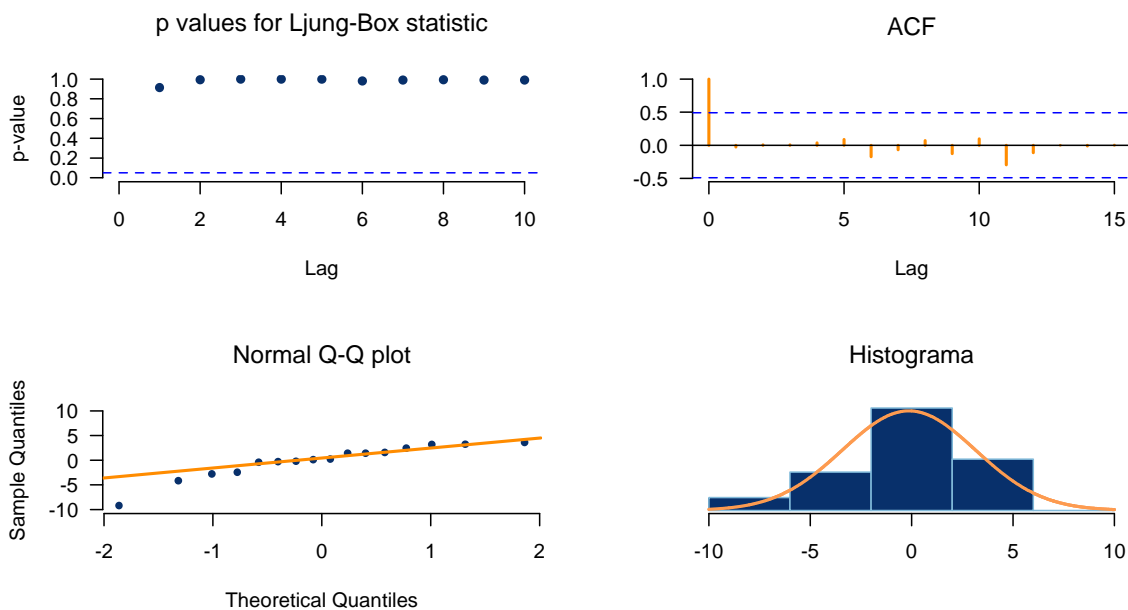 p values for Ljung-Box statistic
p-value
1.0
0.8
0.6
0.4
0.2
0.0
0 2 4 6 8 10
Lag
ACF
1.0
0.5
0.0
-0.5
0 5 10 15
Lag
Normal Q-Q plot
Sample Quantiles
10
5
0
-5
-10
-2 -1 0 1 2
Theoretical Quantiles
Histograma
-10 -5 0 5 10